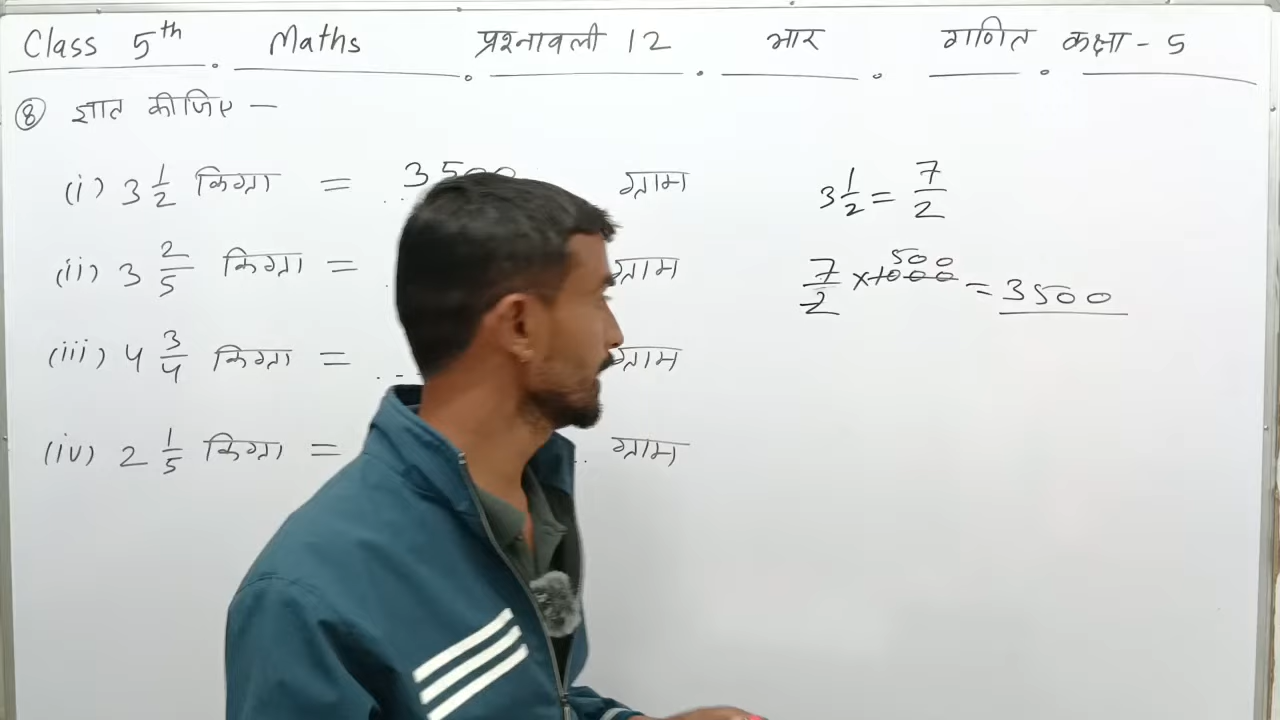 Class 5th . Maths . प्रश्नावली 12 . भार . गणित . कक्षा - 5
⑧ ज्ञात कीजिए —
(i) 3 1/2 किग्रा = 3500 ग्राम
(ii) 3 2/5 किग्रा = ग्राम
(iii) 4 3/4 किग्रा = ... ग्राम
(iv) 2 1/5 किग्रा = .. ग्राम
3 1/2 = 7/2
500
7/2 × 1000 = 3500